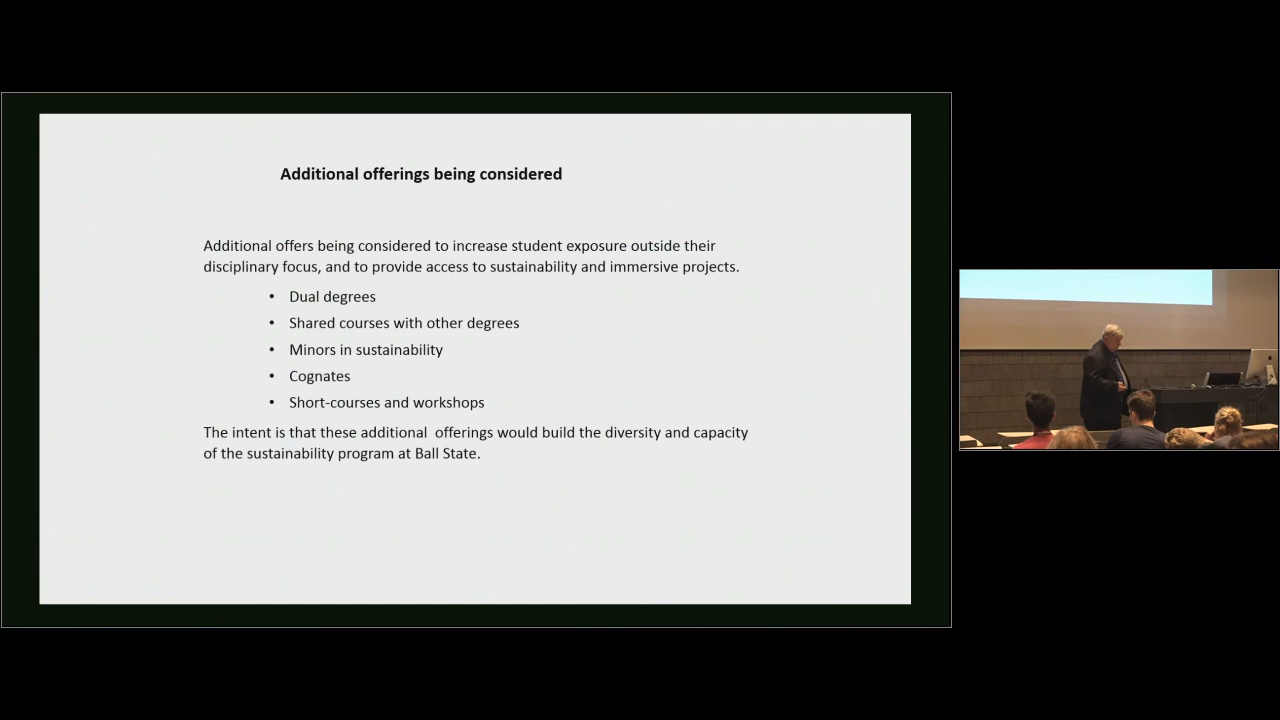 Additional offerings being considered
Additional offers being considered to increase student exposure outside their
disciplinary focus, and to provide access to sustainability and immersive projects.
• Dual degrees
• Shared courses with other degrees
• Minors in sustainability
• Cognates
• Short-courses and workshops
The intent is that these additional  offerings would build the diversity and capacity
of the sustainability program at Ball State.